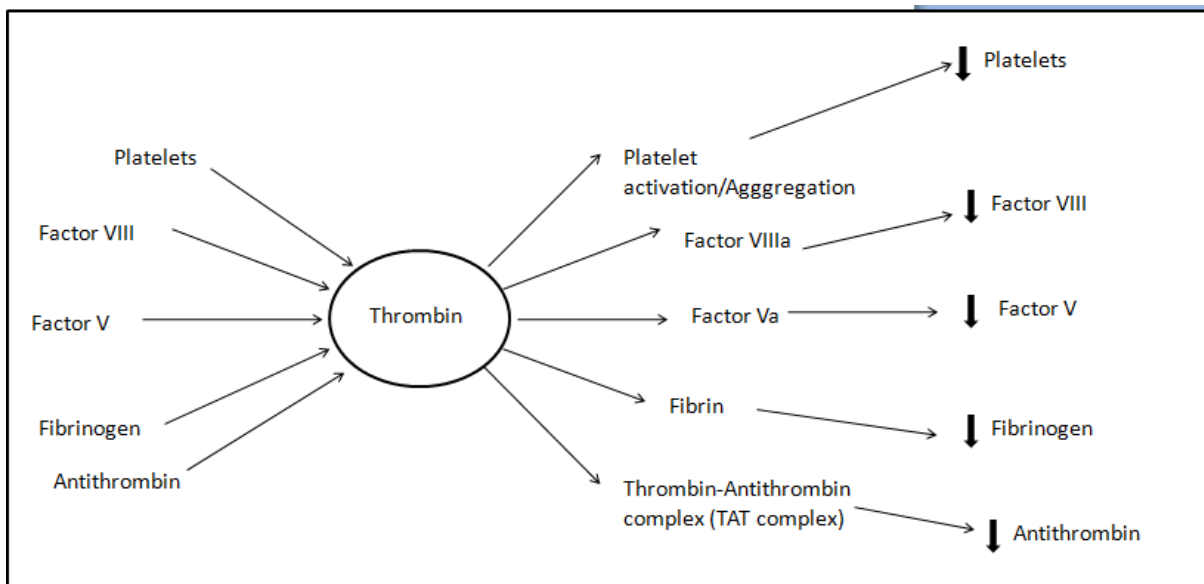 Platelets
Platelets
Platelet
activation/Agggregation
Factor VIII
Factor VIII
Factor VIIIa
Thrombin
Factor V
Factor Va
Factor V
Fibrinogen
Fibrin
Fibrinogen
Antithrombin
Thrombin-Antithrombin
complex (TAT complex)
Antithrombin